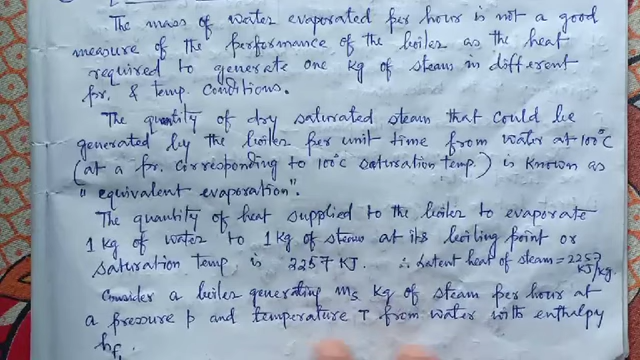 The mass of water evaporated per hour is not a good
measure of the performance of the boiler as the heat
required to generate one kg of steam in different
pr. & temp. conditions.
The quantity of dry saturated steam that could be
generated by the boiler per unit time from water at 100°C
(at a pr. corresponding to 100°C saturation temp.) is known as
"equivalent evaporation".
The quantity of heat supplied to the boiler to evaporate
1 kg of water to 1 kg of steam at its boiling point or
saturation temp. is 2257 KJ. ∴ Latent heat of steam = 2257 KJ/kg.
Consider a boiler generating ms kg of steam per hour at
a pressure p and temperature T from water with enthalpy
hf1.